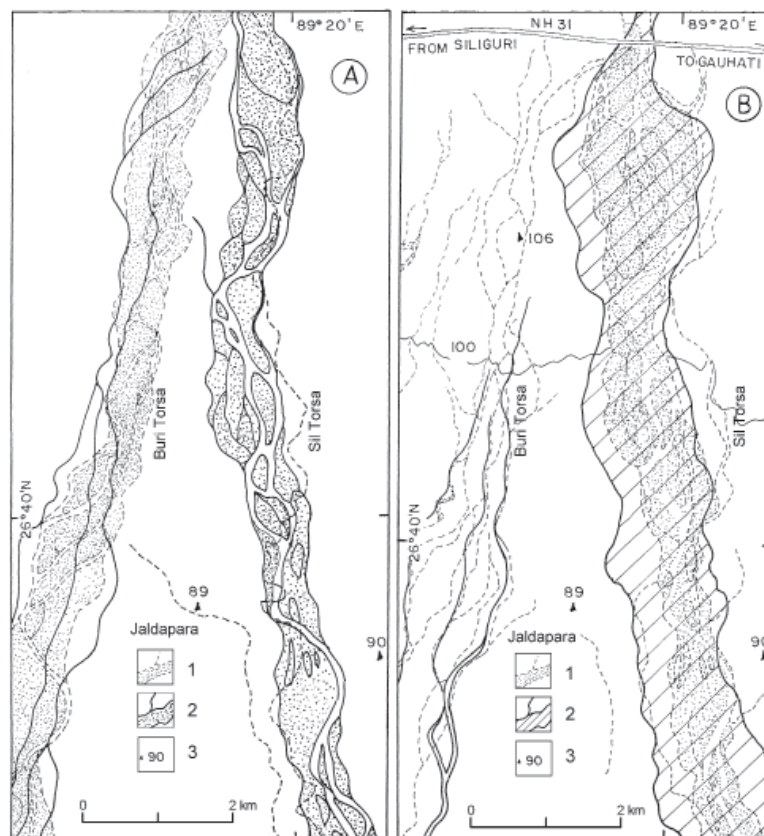 89°20'E
A
Buri Torsa
Sil Torsa
26°40'N
89
90
Jaldapara
1
2
90 3
0 2 km
NH 31
89°20'E
FROM SILIGURI
TO GAUHATI
B
106
100
Buri Torsa
Sil Torsa
26°40'N
89
90
Jaldapara
1
2
90 3
0 2 km